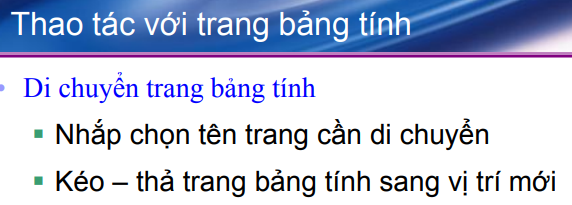 Thao tác với trang bảng tính
Di chuyển trang bảng tính
Nhắp chọn tên trang cần di chuyển
Kéo – thả trang bảng tính sang vị trí mới